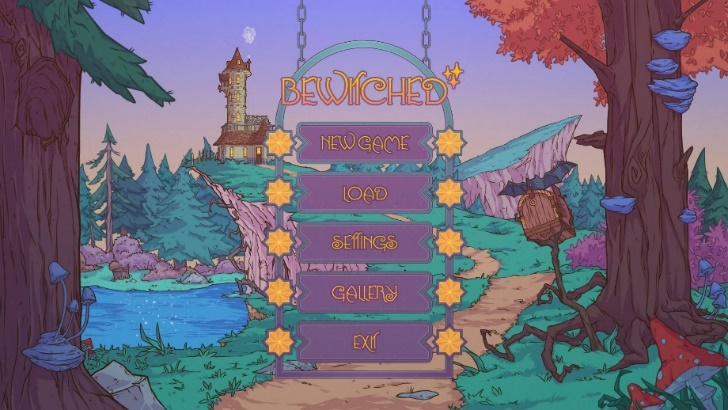 BEWITCHED
NEW GAME
LOAD
SETTINGS
GALLERY
EXIT